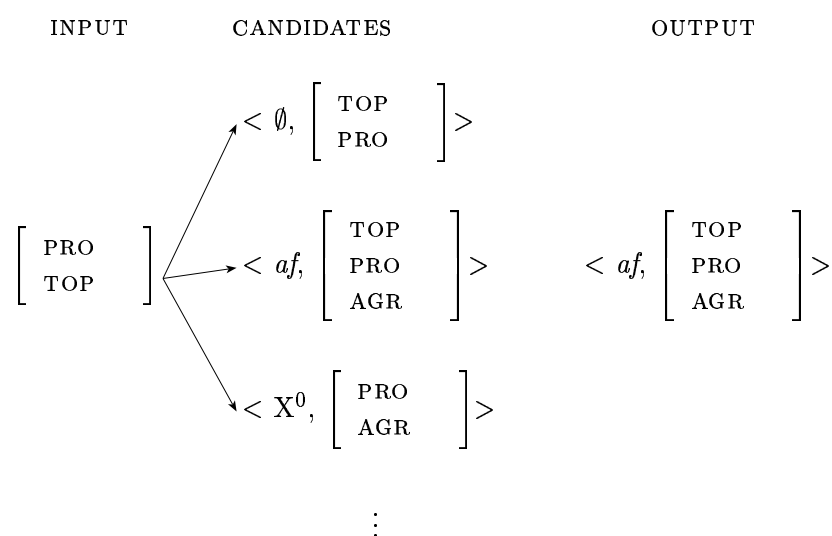 INPUT CANDIDATES OUTPUT
< ∅, [ TOP PRO ] >
[ PRO TOP ]
< af, [ TOP PRO AGR ] >
< af, [ TOP PRO AGR ] >
< X⁰, [ PRO AGR ] >
⋮